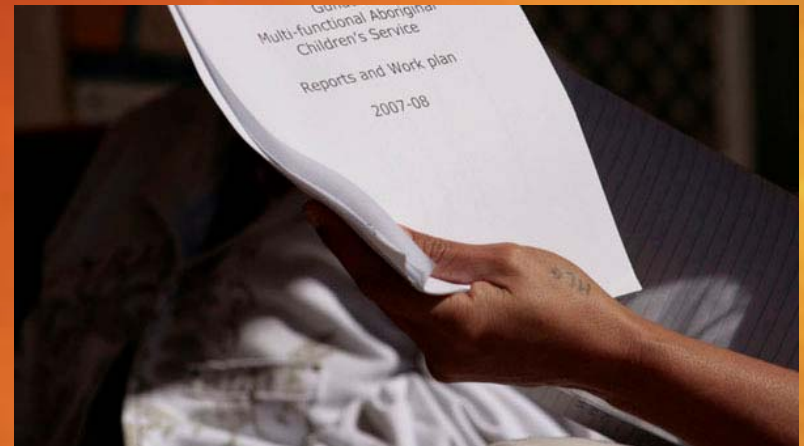 Multi-functional Aboriginal
Children's Service
Reports and Work plan
2007-08